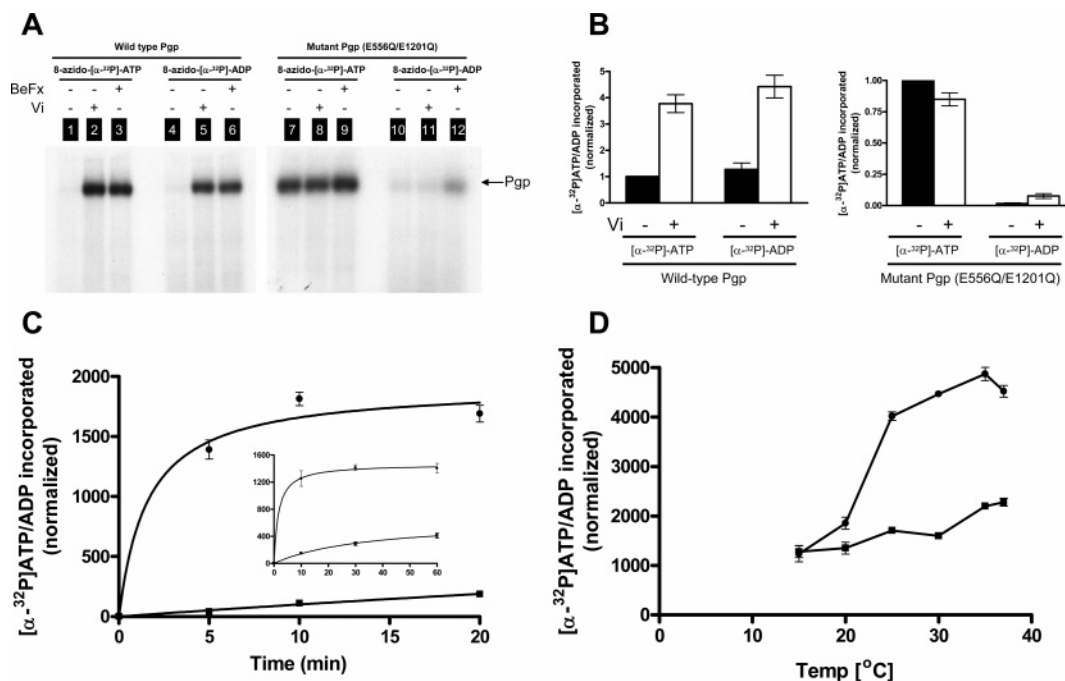 A
Wild type Pgp
Mutant Pgp (E556Q/E1201Q)
8-azido-[α-³²P]-ATP
8-azido-[α-³²P]-ADP
8-azido-[α-³²P]-ATP
8-azido-[α-³²P]-ADP
BeFx - - + - - + - - + - - +
Vi - + - - + - - + - - + -
1 2 3 4 5 6 7 8 9 10 11 12
Pgp
B
[α-³²P]ATP/ADP incorporated
(normalized)
5
4
3
2
1
0
Vi - + - +
[α-³²P]-ATP [α-³²P]-ADP
Wild-type Pgp
[α-³²P]ATP/ADP incorporated
(normalized)
1.00
0.75
0.50
0.25
0.00
- + - +
[α-³²P]-ATP [α-³²P]-ADP
Mutant Pgp (E556Q/E1201Q)
C
[α-³²P]ATP/ADP incorporated
(normalized)
2000
1500
1000
500
0
0 5 10 15 20
Time (min)
1600
1200
800
400
0
0 10 20 30 40 50 60
D
[α-³²P]ATP/ADP incorporated
(normalized)
5000
4000
3000
2000
1000
0
0 10 20 30 40
Temp [°C]